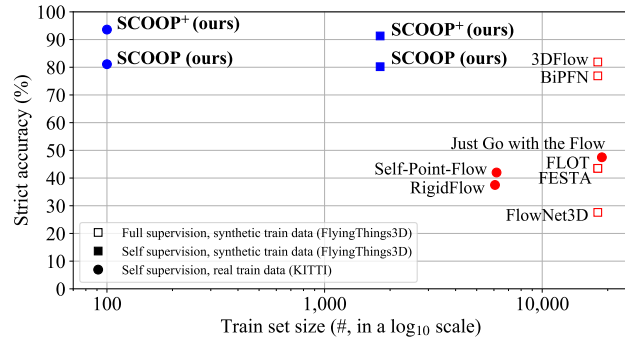 100
90
80
70
60
50
40
30
20
10
0
Strict accuracy (%)
SCOOP⁺ (ours)
SCOOP (ours)
SCOOP⁺ (ours)
SCOOP (ours)
3DFlow
BiPFN
Just Go with the Flow
Self-Point-Flow
FLOT
RigidFlow
FESTA
FlowNet3D
Full supervision, synthetic train data (FlyingThings3D)
Self supervision, synthetic train data (FlyingThings3D)
Self supervision, real train data (KITTI)
100
1,000
10,000
Train set size (#, in a log₁₀ scale)